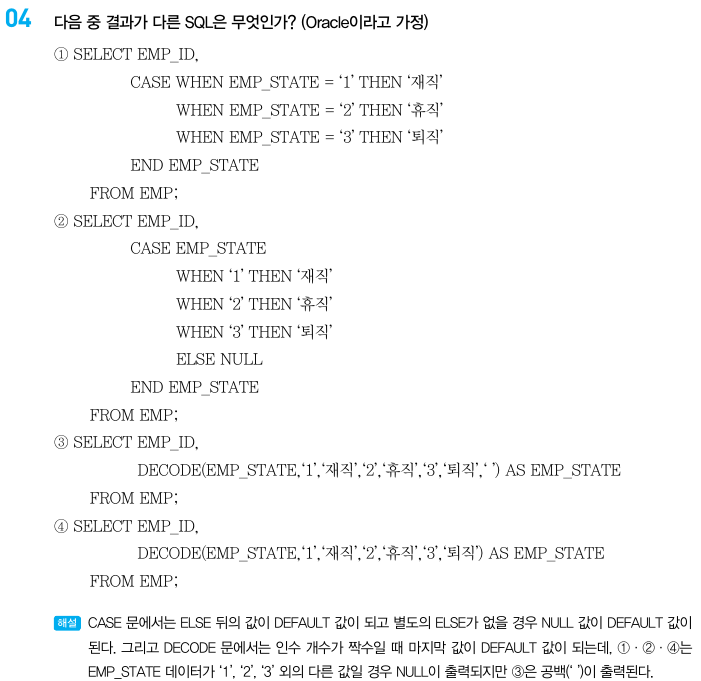 04 다음 중 결과가 다른 SQL은 무엇인가? (Oracle이라고 가정)
① SELECT EMP_ID,
CASE WHEN EMP_STATE = ‘1’ THEN ‘재직’
WHEN EMP_STATE = ‘2’ THEN ‘휴직’
WHEN EMP_STATE = ‘3’ THEN ‘퇴직’
END EMP_STATE
FROM EMP;
② SELECT EMP_ID,
CASE EMP_STATE
WHEN ‘1’ THEN ‘재직’
WHEN ‘2’ THEN ‘휴직’
WHEN ‘3’ THEN ‘퇴직’
ELSE NULL
END EMP_STATE
FROM EMP;
③ SELECT EMP_ID,
DECODE(EMP_STATE,‘1’,‘재직’,‘2’,‘휴직’,‘3’,‘퇴직’,‘ ’) AS EMP_STATE
FROM EMP;
④ SELECT EMP_ID,
DECODE(EMP_STATE,‘1’,‘재직’,‘2’,‘휴직’,‘3’,‘퇴직’) AS EMP_STATE
FROM EMP;
해설 CASE 문에서는 ELSE 뒤의 값이 DEFAULT 값이 되고 별도의 ELSE가 없을 경우 NULL 값이 DEFAULT 값이
된다. 그리고 DECODE 문에서는 인수 개수가 짝수일 때 마지막 값이 DEFAULT 값이 되는데, ①·②·④는
EMP_STATE 데이터가 ‘1’, ‘2’, ‘3’ 외의 다른 값일 경우 NULL이 출력되지만 ③은 공백(‘ ’)이 출력된다.